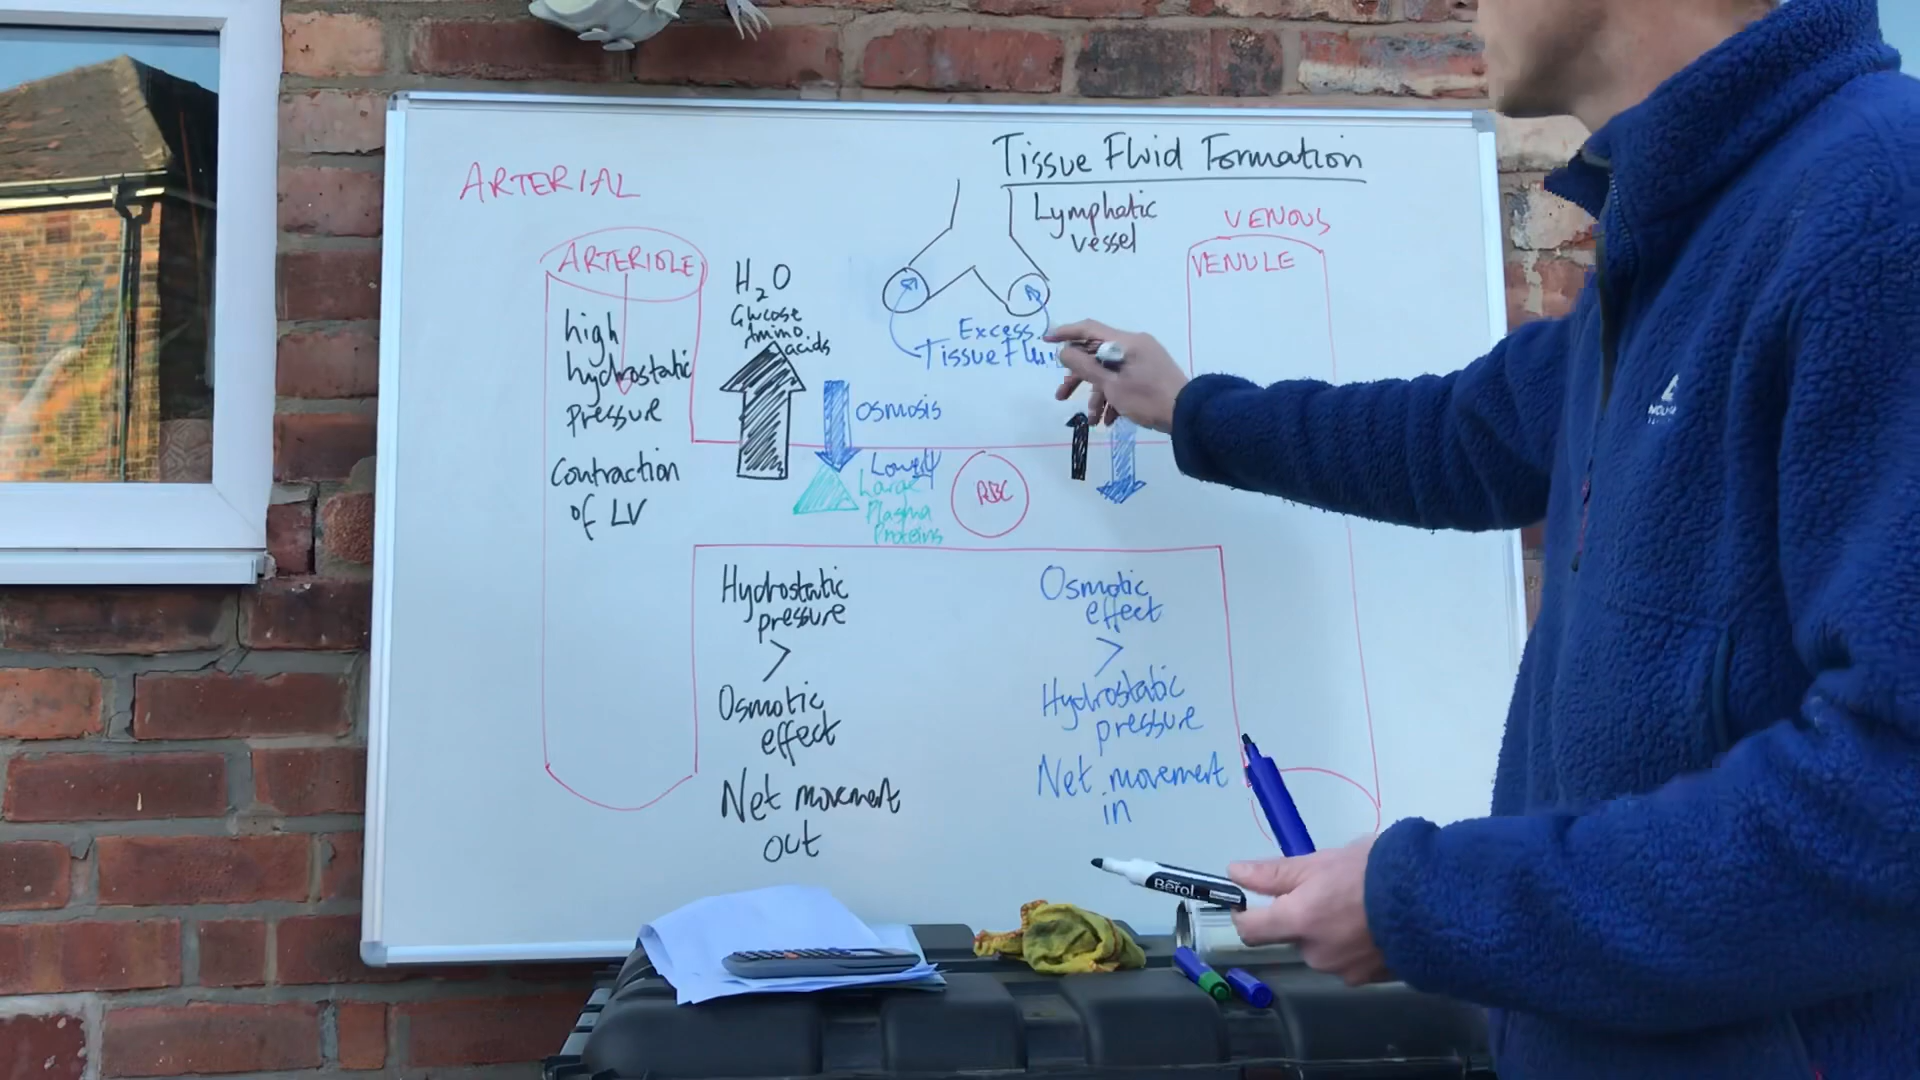 Tissue Fluid Formation
ARTERIAL
Lymphatic
vessel
VENOUS
ARTERIOLE
VENULE
high
hydrostatic
pressure
Contraction
of LV
H₂O
Glucose
Amino
acids
Excess
Tissue
osmosis
Large
Plasma
Proteins
RBC
Hydrostatic
pressure
>
Osmotic
effect
Net movement
out
Osmotic
effect
>
Hydrostatic
pressure
Net movement
in
Berol